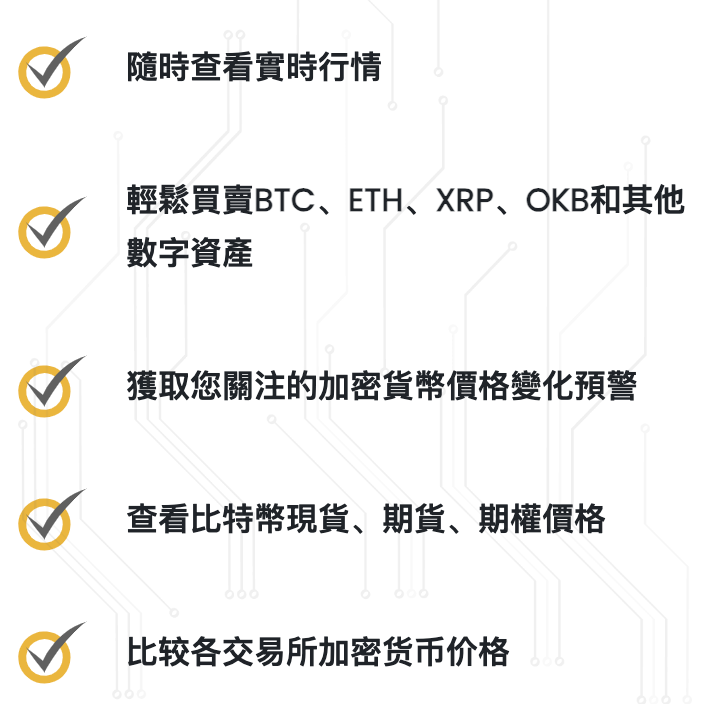 隨時查看實時行情
輕鬆買賣BTC、ETH、XRP、OKB和其他
數字資產
獲取您關注的加密貨幣價格變化預警
查看比特幣現貨、期貨、期權價格
比较各交易所加密货币价格